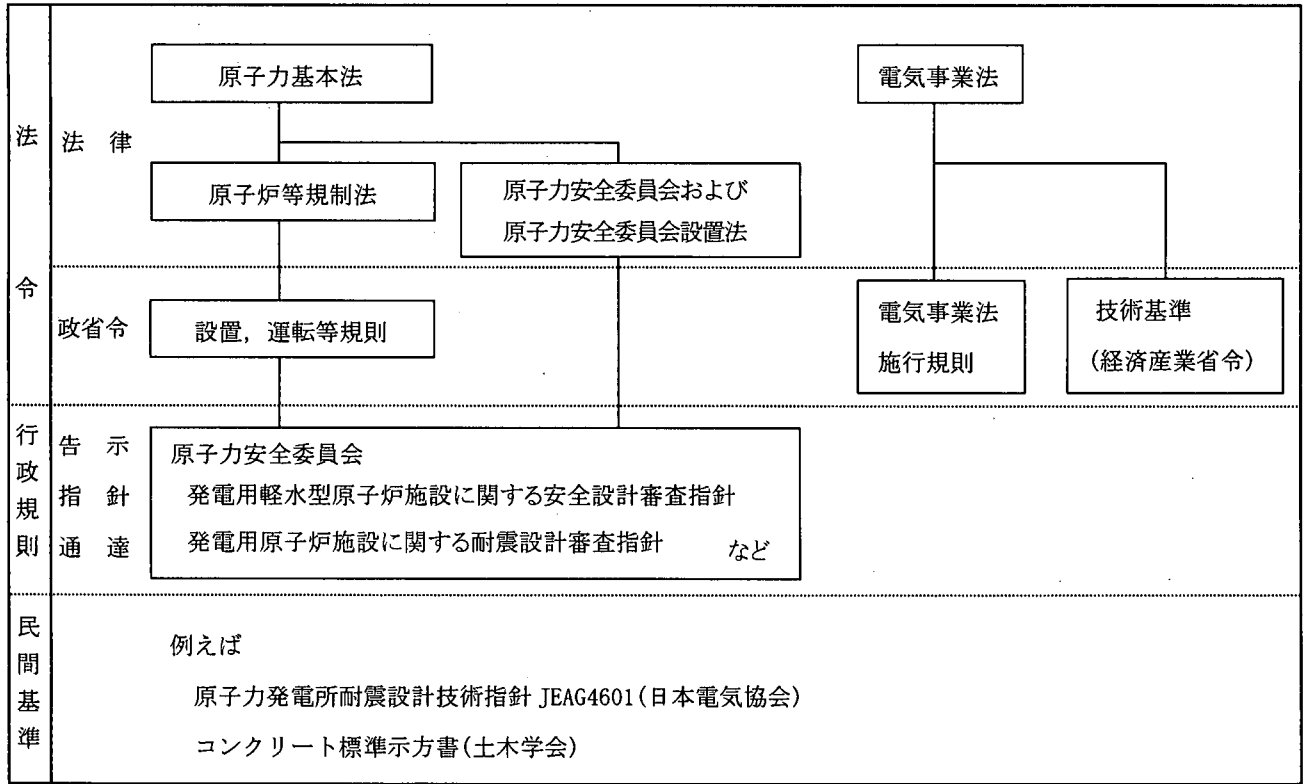 法令
法律
原子力基本法
電気事業法
原子炉等規制法
原子力安全委員会および
原子力安全委員会設置法
政省令
設置，運転等規則
電気事業法
施行規則
技術基準
(経済産業省令)
行政規則
告示
指針
通達
原子力安全委員会
発電用軽水型原子炉施設に関する安全設計審査指針
発電用原子炉施設に関する耐震設計審査指針 など
民間基準
例えば
原子力発電所耐震設計技術指針 JEAG4601(日本電気協会)
コンクリート標準示方書(土木学会)